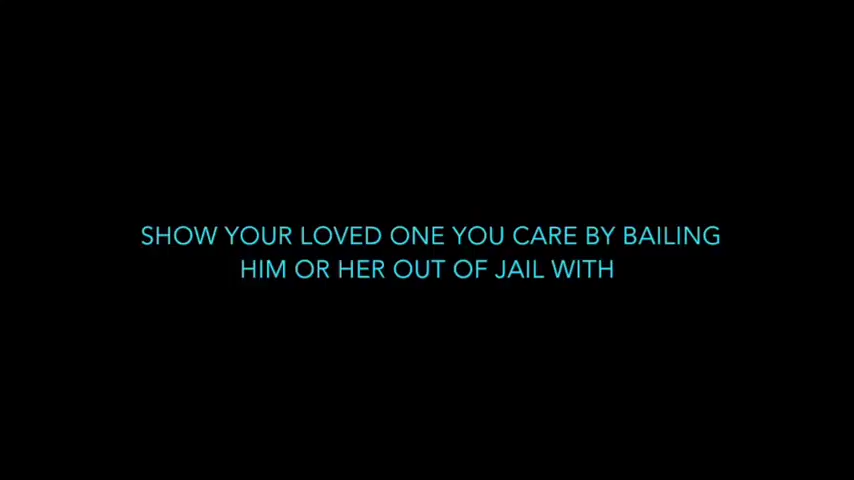 SHOW YOUR LOVED ONE YOU CARE BY BAILING
HIM OR HER OUT OF JAIL WITH